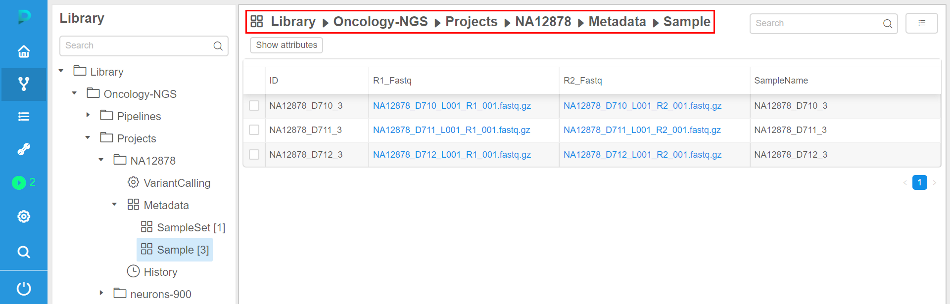 Library
Search
Library
Oncology-NGS
Pipelines
Projects
NA12878
VariantCalling
Metadata
SampleSet [1]
Sample [3]
History
neurons-900
2
Library Oncology-NGS Projects NA12878 Metadata Sample
Search
Show attributes
ID R1_Fastq R2_Fastq SampleName
NA12878_D710_3 NA12878_D710_L001_R1_001.fastq.gz NA12878_D710_L001_R2_001.fastq.gz NA12878_D710_3
NA12878_D711_3 NA12878_D711_L001_R1_001.fastq.gz NA12878_D711_L001_R2_001.fastq.gz NA12878_D711_3
NA12878_D712_3 NA12878_D712_L001_R1_001.fastq.gz NA12878_D712_L001_R2_001.fastq.gz NA12878_D712_3
1